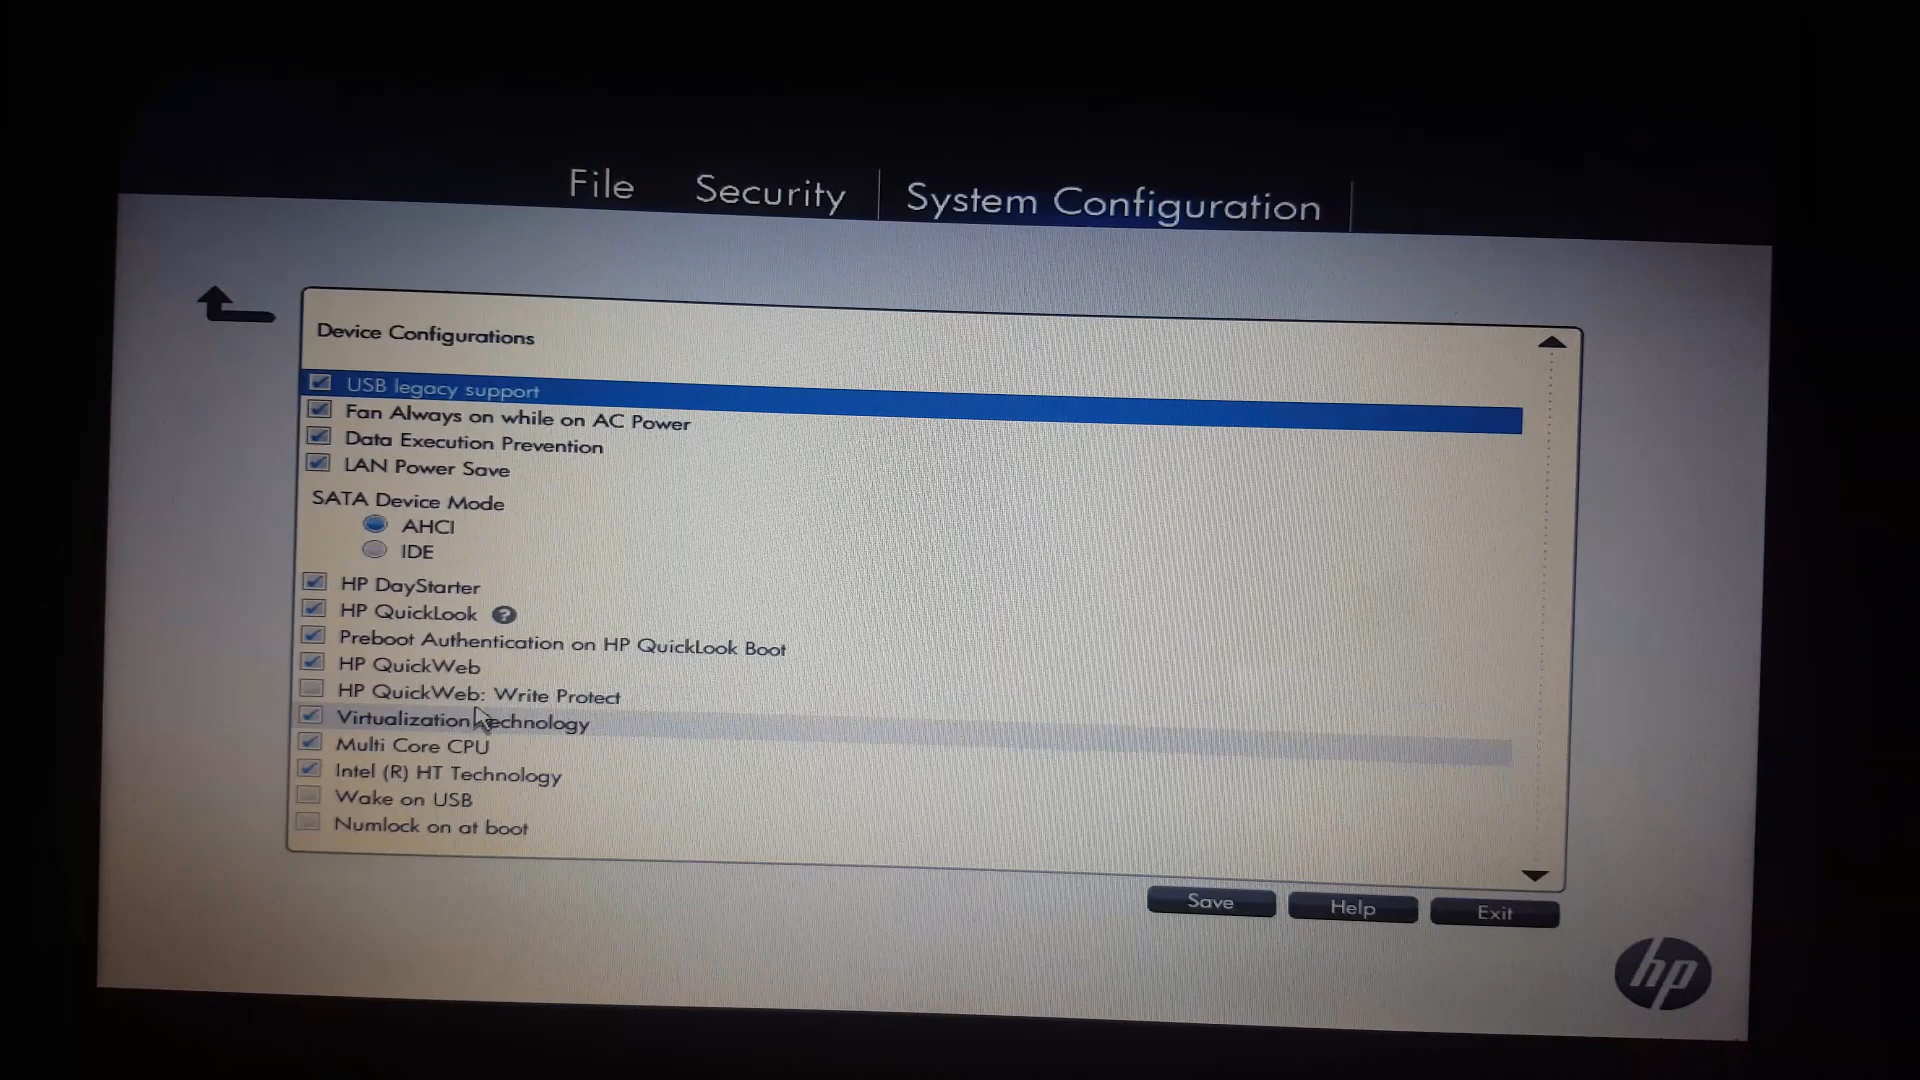 File Security System Configuration
Device Configurations
USB legacy support
Fan Always on while on AC Power
Data Execution Prevention
LAN Power Save
SATA Device Mode
AHCI
IDE
HP DayStarter
HP QuickLook ?
Preboot Authentication on HP QuickLook Boot
HP QuickWeb
HP QuickWeb: Write Protect
Virtualization Technology
Multi Core CPU
Intel (R) HT Technology
Wake on USB
Numlock on at boot
Save Help Exit
hp